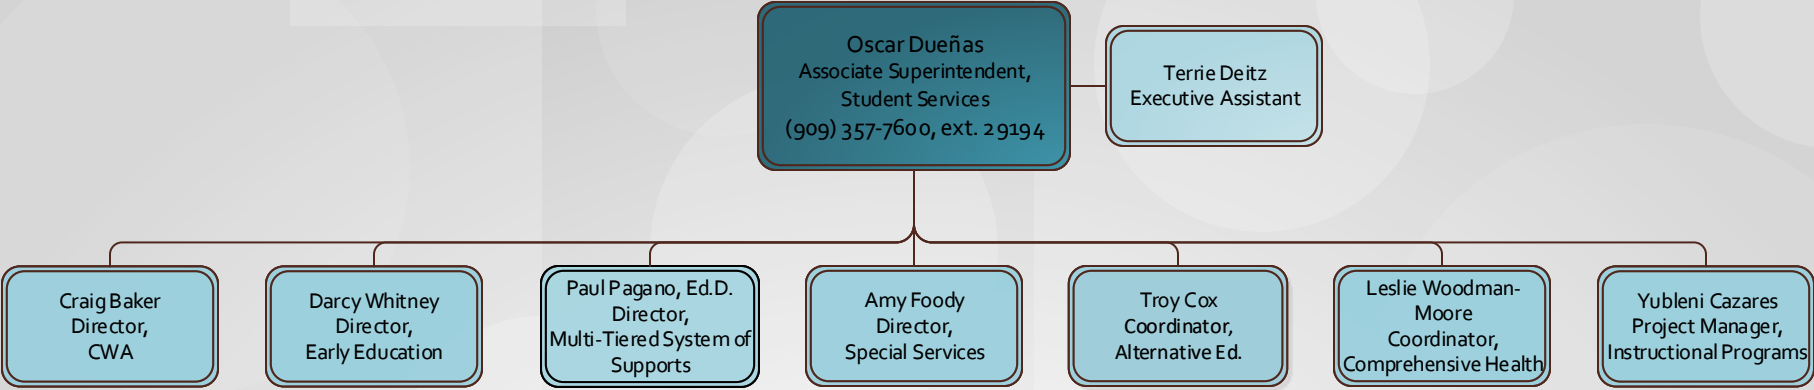 Oscar Dueñas
Associate Superintendent,
Student Services
(909) 357-7600, ext. 29194
Terrie Deitz
Executive Assistant
Craig Baker
Director,
CWA
Darcy Whitney
Director,
Early Education
Paul Pagano, Ed.D.
Director,
Multi-Tiered System of
Supports
Amy Foody
Director,
Special Services
Troy Cox
Coordinator,
Alternative Ed.
Leslie Woodman-
Moore
Coordinator,
Comprehensive Health
Yubleni Cazares
Project Manager,
Instructional Programs